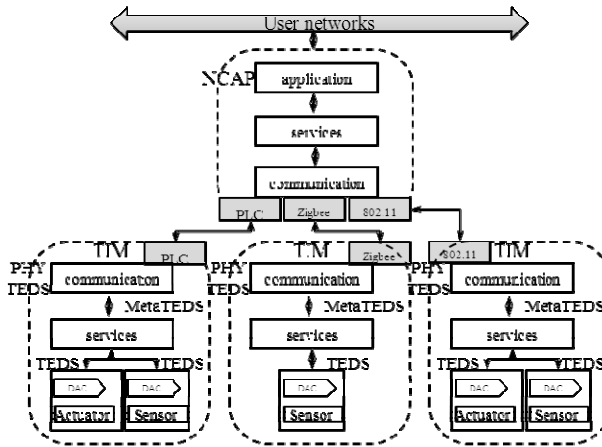 User networks
NCAP
application
services
communication
PLC
Zigbee
802.11
TIM
PLC
TIM
Zigbee
802.11
TIM
PHY
TEDS
communication
PHY
TEDS
communication
PHY
TEDS
communication
MetaTEDS
MetaTEDS
MetaTEDS
services
services
services
TEDS
TEDS
TEDS
TEDS
TEDS
DAC
DAC
DAC
DAC
DAC
Actuator
Sensor
Sensor
Actuator
Sensor